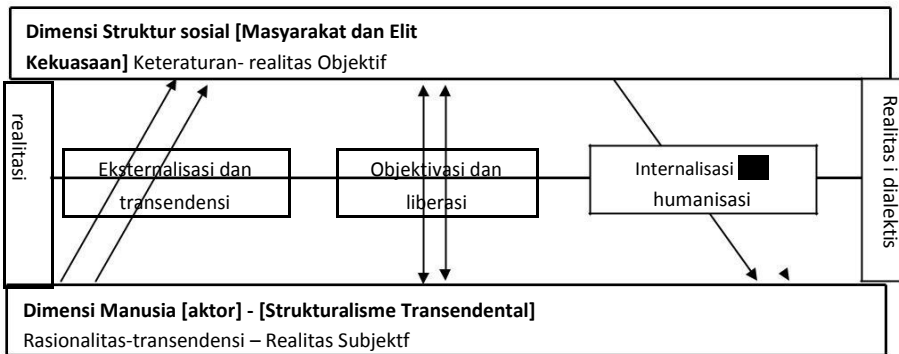 Dimensi Struktur sosial [Masyarakat dan Elit
Kekuasaan] Keteraturan- realitas Objektif
realitasi
Eksternalisasi dan
transendensi
Objektivasi dan
liberasi
Internalisasi
humanisasi
Realitas i dialektis
Dimensi Manusia [aktor] - [Strukturalisme Transendental]
Rasionalitas-transendensi – Realitas Subjektf